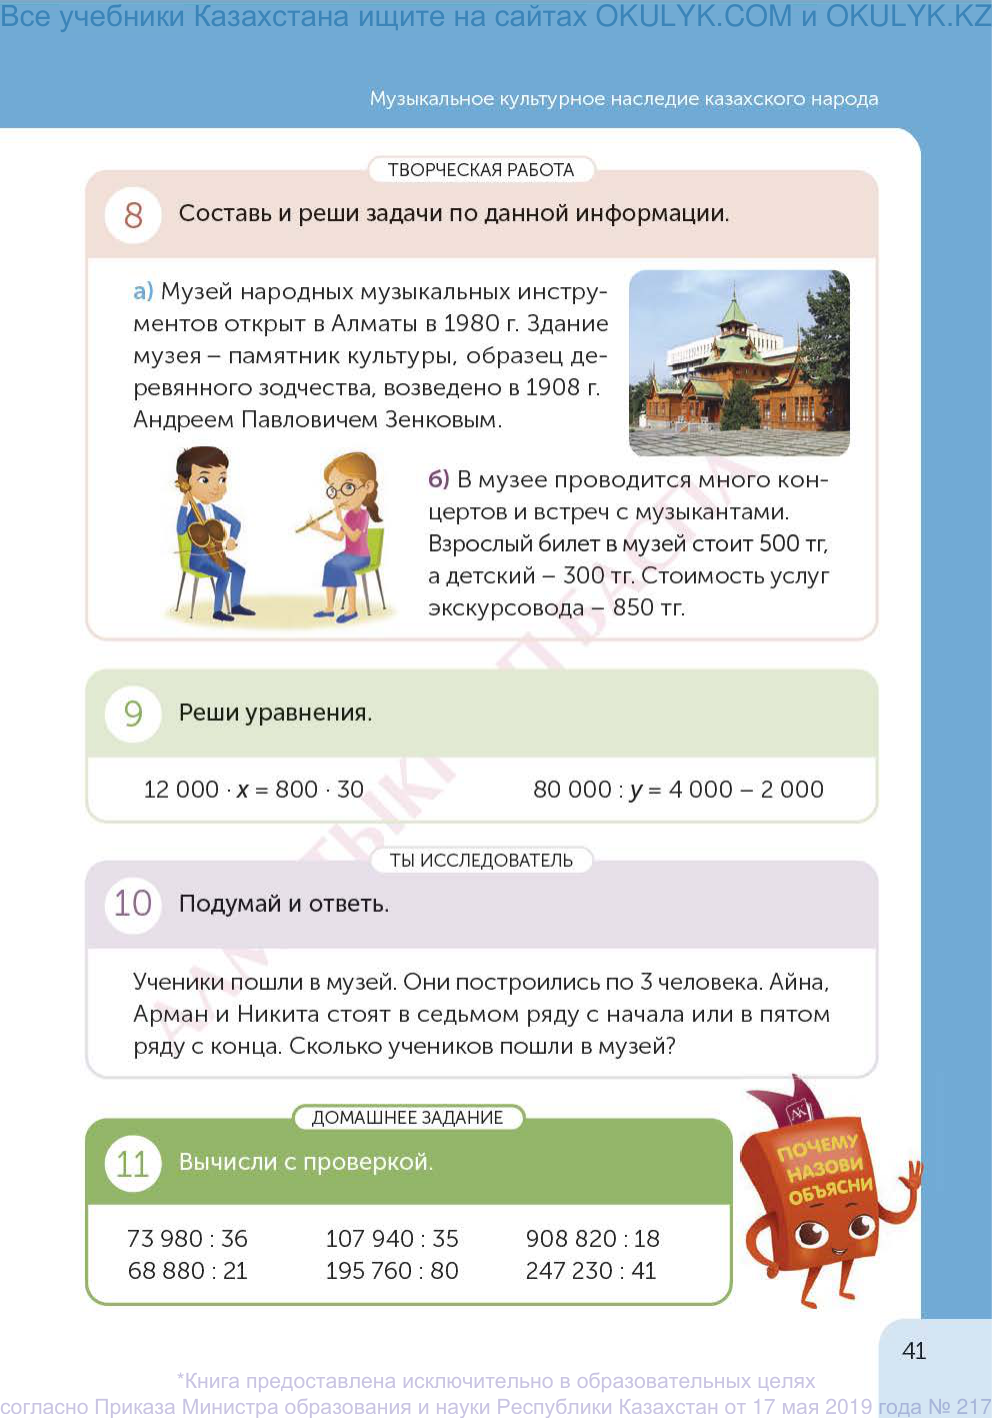 Все учебники Казахстана ищите на сайтах OKULYK.COM и OKULYK.KZ
Музыкальное культурное наследие казахского народа
ТВОРЧЕСКАЯ РАБОТА
8 Составь и реши задачи по данной информации.
а) Музей народных музыкальных инстру-
ментов открыт в Алматы в 1980 г. Здание
музея – памятник культуры, образец де-
ревянного зодчества, возведено в 1908 г.
Андреем Павловичем Зенковым.
б) В музее проводится много кон-
цертов и встреч с музыкантами.
Взрослый билет в музей стоит 500 тг,
а детский – 300 тг. Стоимость услуг
экскурсовода – 850 тг.
9 Реши уравнения.
12 000 · x = 800 · 30 80 000 : y = 4 000 – 2 000
ТЫ ИССЛЕДОВАТЕЛЬ
10 Подумай и ответь.
Ученики пошли в музей. Они построились по 3 человека. Айна,
Арман и Никита стоят в седьмом ряду с начала или в пятом
ряду с конца. Сколько учеников пошли в музей?
ДОМАШНЕЕ ЗАДАНИЕ
11 Вычисли с проверкой.
73 980 : 36 107 940 : 35 908 820 : 18
68 880 : 21 195 760 : 80 247 230 : 41
АК
ПОЧЕМУ
НАЗОВИ
ОБЪЯСНИ
41
*Книга предоставлена исключительно в образовательных целях
согласно Приказа Министра образования и науки Республики Казахстан от 17 мая 2019 года № 217